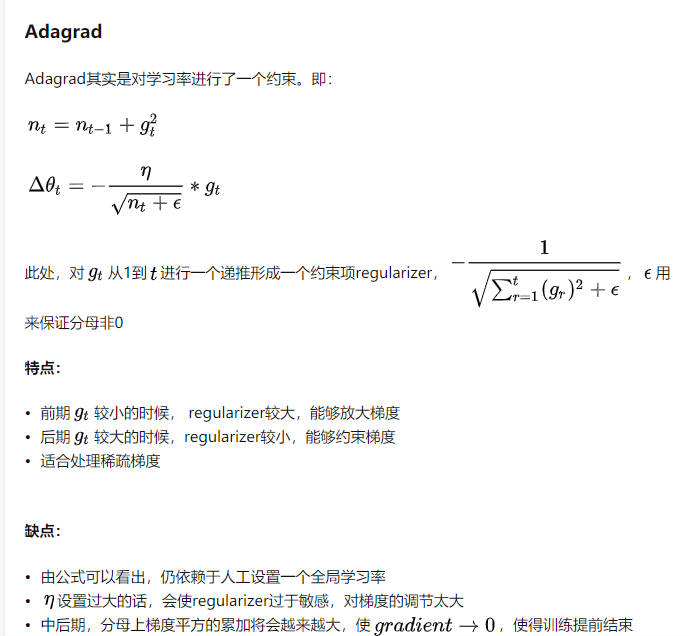 Adagrad
Adagrad其实是对学习率进行了一个约束。即：
n_t = n_{t−1} + g_t^2
Δθ_t = −\frac{η}{\sqrt{n_t + ϵ}} * g_t
此处，对 g_t 从1到 t 进行一个递推形成一个约束项regularizer， −\frac{1}{\sqrt{\sum_{r=1}^{t}(g_r)^2 + ϵ}} ，ϵ 用
来保证分母非0
特点：
• 前期 g_t 较小的时候， regularizer较大，能够放大梯度
• 后期 g_t 较大的时候，regularizer较小，能够约束梯度
• 适合处理稀疏梯度
缺点：
• 由公式可以看出，仍依赖于人工设置一个全局学习率
• η设置过大的话，会使regularizer过于敏感，对梯度的调节太大
• 中后期，分母上梯度平方的累加将会越来越大，使 gradient → 0 ，使得训练提前结束